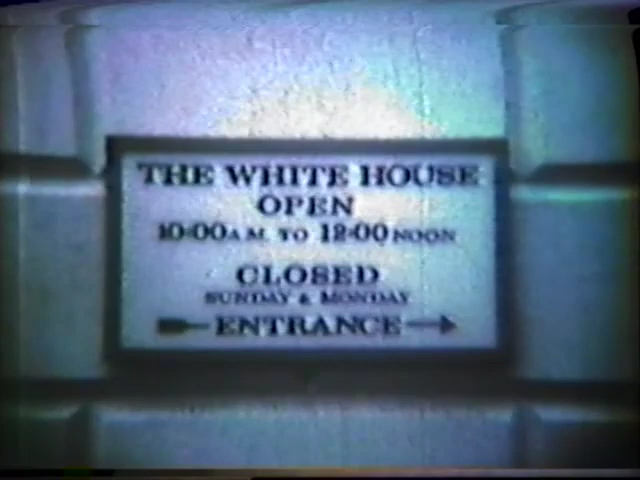 THE WHITE HOUSE
OPEN
10:00 A.M. TO 12:00 NOON
CLOSED
SUNDAY & MONDAY
ENTRANCE